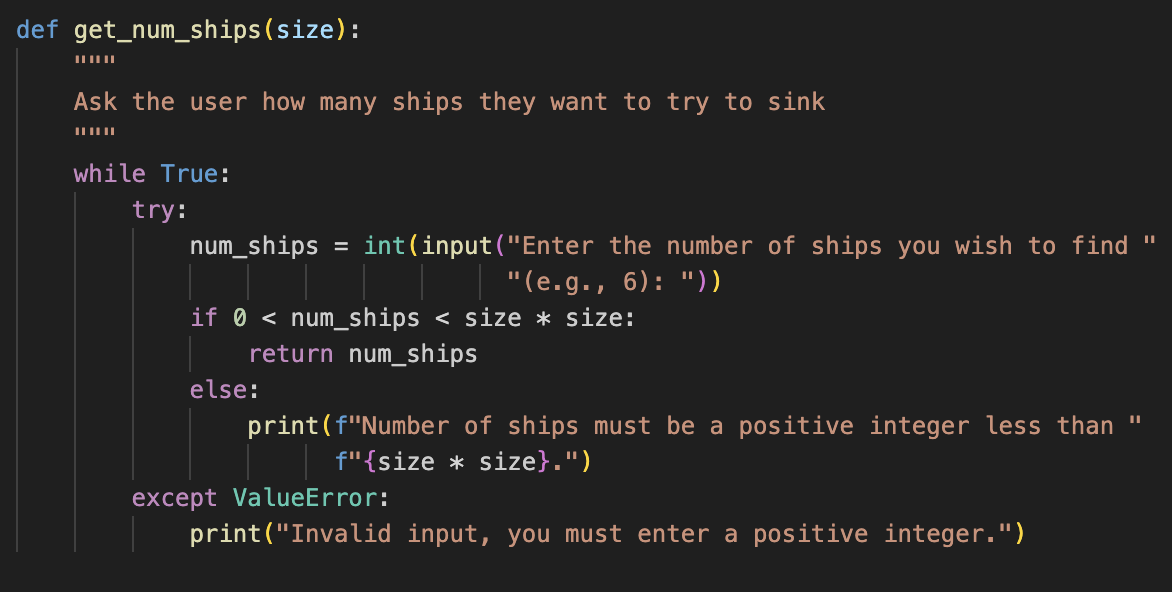 def get_num_ships(size):
    """
    Ask the user how many ships they want to try to sink
    """
    while True:
        try:
            num_ships = int(input("Enter the number of ships you wish to find "
                                  "(e.g., 6): "))
            if 0 < num_ships < size * size:
                return num_ships
            else:
                print(f"Number of ships must be a positive integer less than "
                      f"{size * size}.")
        except ValueError:
            print("Invalid input, you must enter a positive integer.")